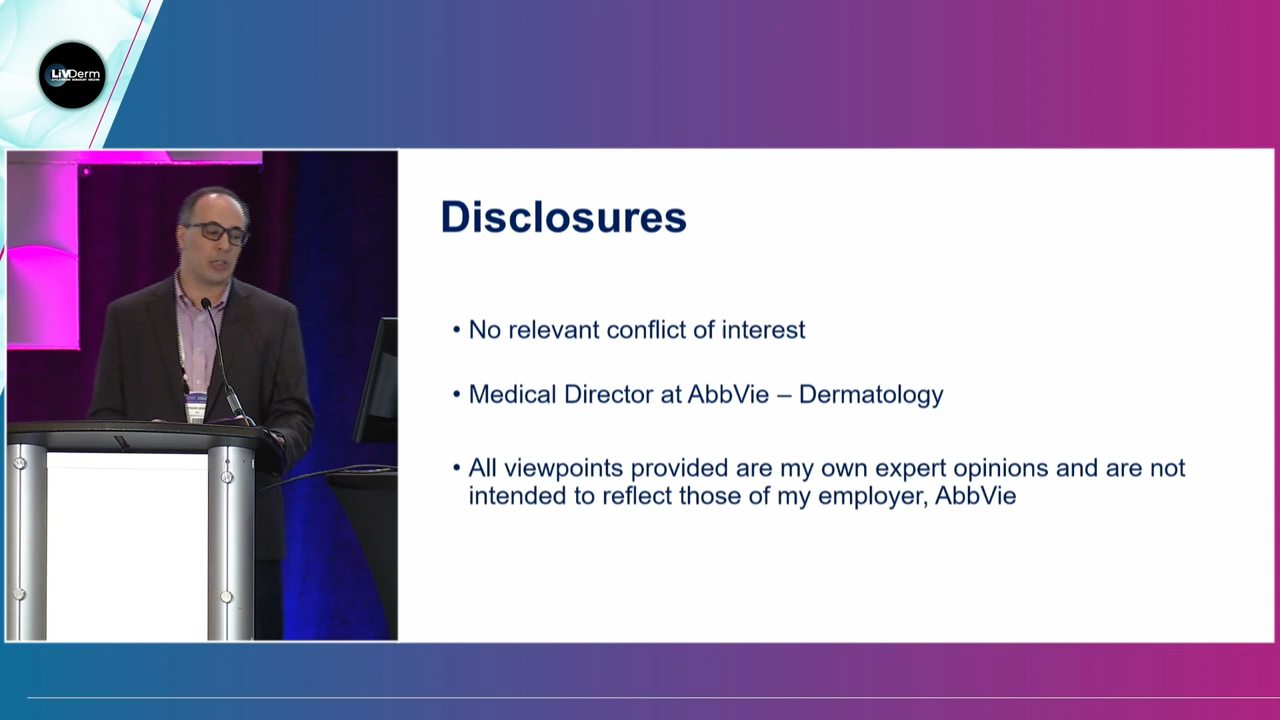 LiVDerm
Disclosures
• No relevant conflict of interest
• Medical Director at AbbVie – Dermatology
• All viewpoints provided are my own expert opinions and are not
intended to reflect those of my employer, AbbVie